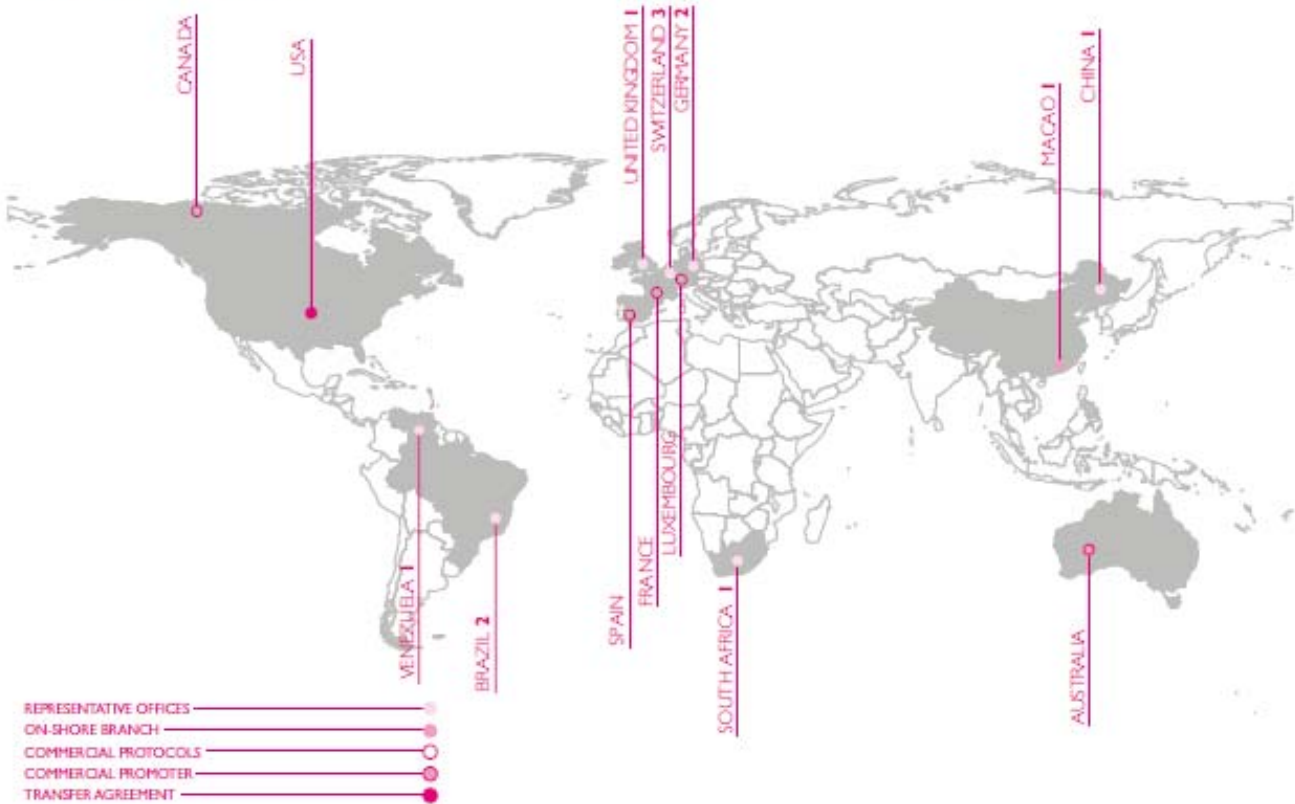 CANADA
USA
UNITED KINGDOM 1
SWITZERLAND 3
GERMANY 2
MACAO 1
CHINA 1
VENEZUELA 1
BRAZIL 2
SPAIN
FRANCE
LUXEMBOURG
SOUTH AFRICA 1
AUSTRALIA
REPRESENTATIVE OFFICES
ON-SHORE BRANCH
COMMERCIAL PROTOCOLS
COMMERCIAL PROMOTER
TRANSFER AGREEMENT